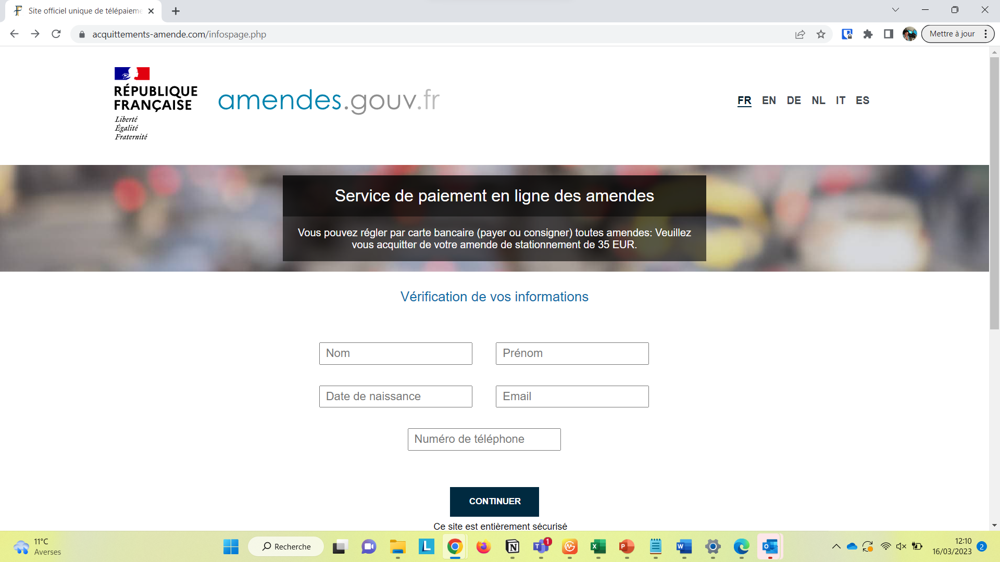 Site officiel unique de télépaieme
acquittements-amende.com/infospage.php
Mettre à jour
RÉPUBLIQUE
FRANÇAISE
Liberté
Égalité
Fraternité
amendes.gouv.fr
FR EN DE NL IT ES
Service de paiement en ligne des amendes
Vous pouvez régler par carte bancaire (payer ou consigner) toutes amendes: Veuillez
vous acquitter de votre amende de stationnement de 35 EUR.
Vérification de vos informations
Nom Prénom
Date de naissance Email
Numéro de téléphone
CONTINUER
Ce site est entièrement sécurisé
11°C
Averses
Recherche
1
12:10
16/03/2023
2